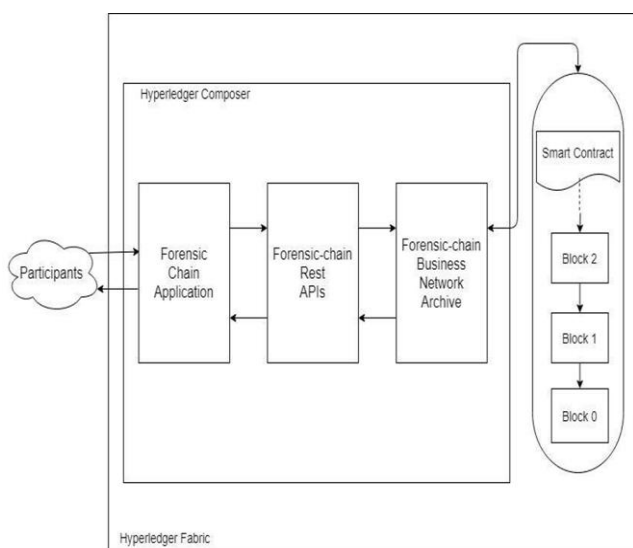 Hyperledger Composer
Smart Contract
Participants
Forensic
Chain
Application
Forensic-chain
Rest
APIs
Forensic-chain
Business
Network
Archive
Block 2
Block 1
Block 0
Hyperledger Fabric